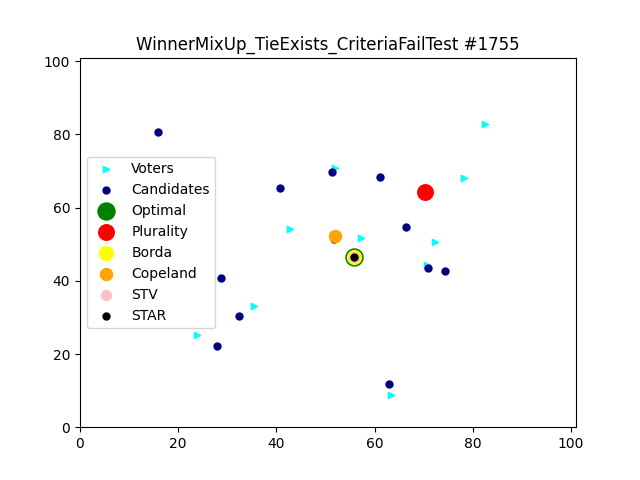 WinnerMixUp_TieExists_CriteriaFailTest #1755
100
80
60
40
20
0
Voters
Candidates
Optimal
Plurality
Borda
Copeland
STV
STAR
0 20 40 60 80 100